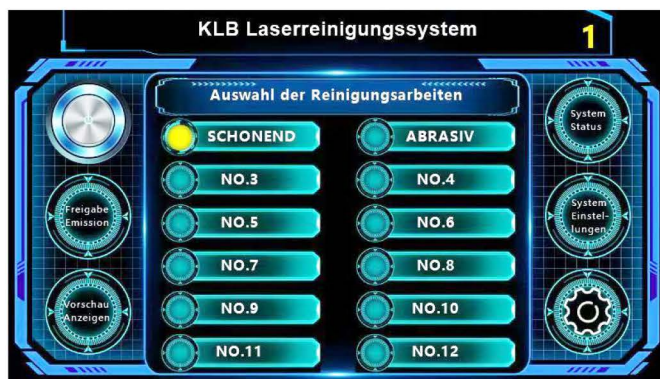 KLB Laserreinigungssystem
1
Auswahl der Reinigungsarbeiten
SCHONEND
ABRASIV
NO.3
NO.4
NO.5
NO.6
NO.7
NO.8
NO.9
NO.10
NO.11
NO.12
Freigabe
Emission
Vorschau
Anzeigen
System
Status
System
Einstel-
lungen